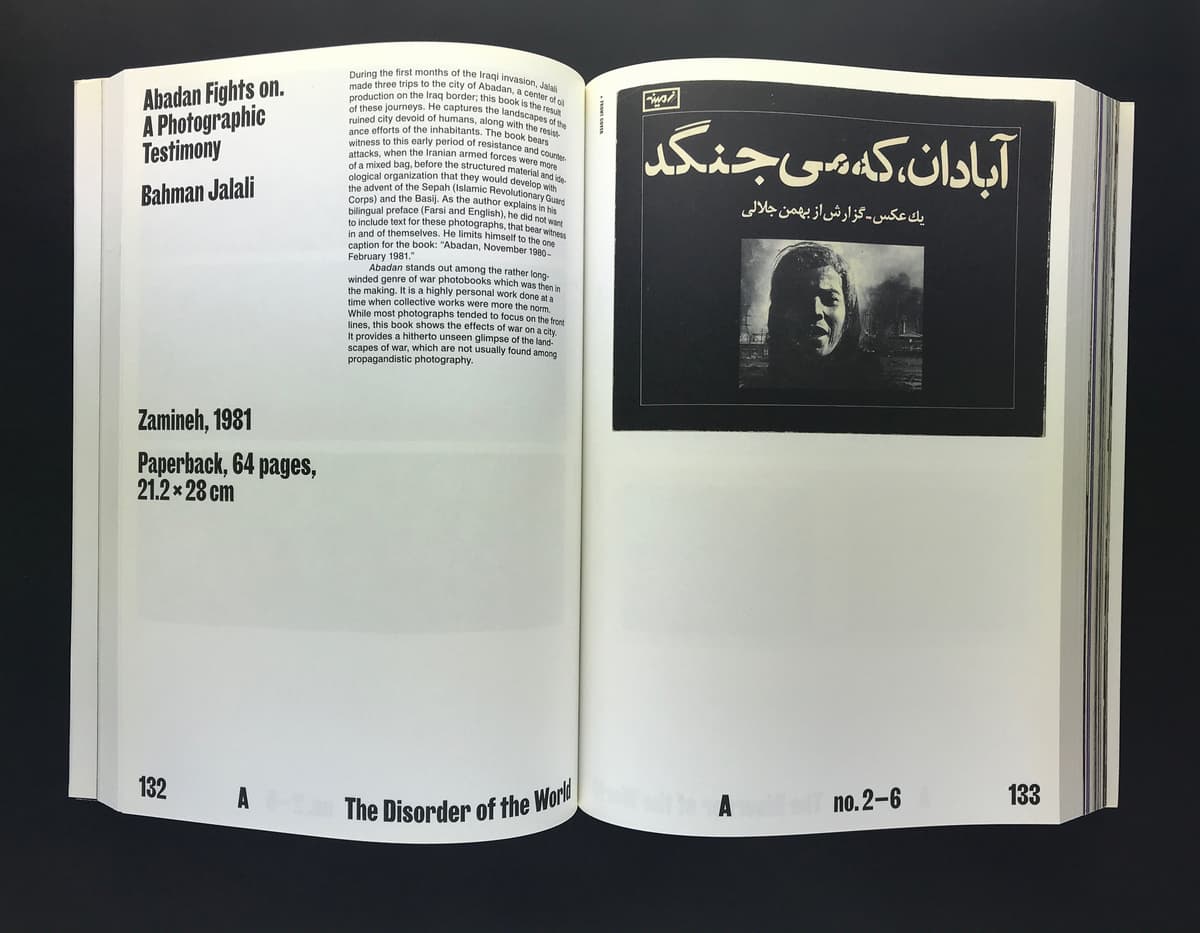 Abadan Fights on.
A Photographic
Testimony
Bahman Jalali
Zamineh, 1981
Paperback, 64 pages,
21.2 × 28 cm
During the first months of the Iraqi invasion, Jalali
made three trips to the city of Abadan, a center of oil
production on the Iraq border; this book is the result
of these journeys. He captures the landscapes of the
ruined city devoid of humans, along with the resist-
ance efforts of the inhabitants. The book bears
witness to this early period of resistance and counter-
attacks, when the Iranian armed forces were more
of a mixed bag, before the structured material and ide-
ological organization that they would develop with
the advent of the Sepah (Islamic Revolutionary Guard
Corps) and the Basij. As the author explains in his
bilingual preface (Farsi and English), he did not want
to include text for these photographs, that bear witness
in and of themselves. He limits himself to the one
caption for the book: “Abadan, November 1980–
February 1981.”
Abadan stands out among the rather long-
winded genre of war photobooks which was then in
the making. It is a highly personal work done at a
time when collective works were more the norm.
While most photographs tended to focus on the front
lines, this book shows the effects of war on a city.
It provides a hitherto unseen glimpse of the land-
scapes of war, which are not usually found among
propagandistic photography.
132
A
The Disorder of the World
FRONT COVER
زمینه
آبادان، که می جنگد
یک عکس - گزارش از بهمن جلالی
A
no. 2–6
133